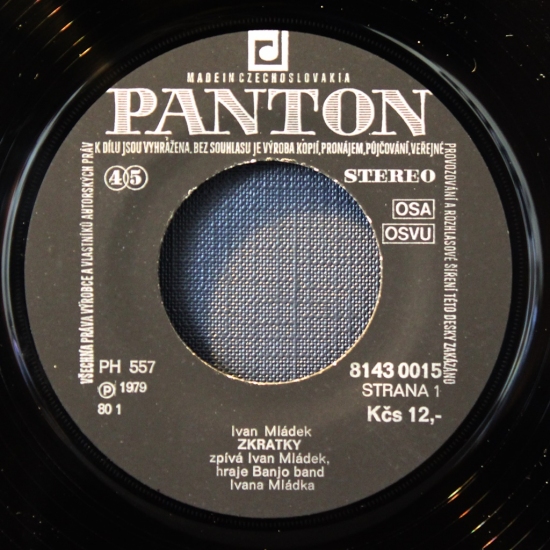 MADE IN CZECHOSLOVAKIA
PANTON
K DÍLU JSOU VYHRAŽENA. BEZ SOUHLASU JE VÝROBA KOPIÍ, PRONÁJEM, PŮJČOVÁNÍ, VEŘEJNÉ
PROVOZOVÁNÍ A ROZHLASOVÉ ŠÍŘENÍ TÉTO DESKY ZAKÁZÁNO
VŠECHNA PRÁVA VÝROBCE A VLASTNÍKŮ AUTORSKÝCH PRÁV
45
STEREO
OSA
OSVU
PH 557
Ⓟ 1979
80 1
8143 0015
STRANA 1
Kčs 12,-
Ivan Mládek
ZKRATKY
zpívá Ivan Mládek,
hraje Banjo band
Ivana Mládka